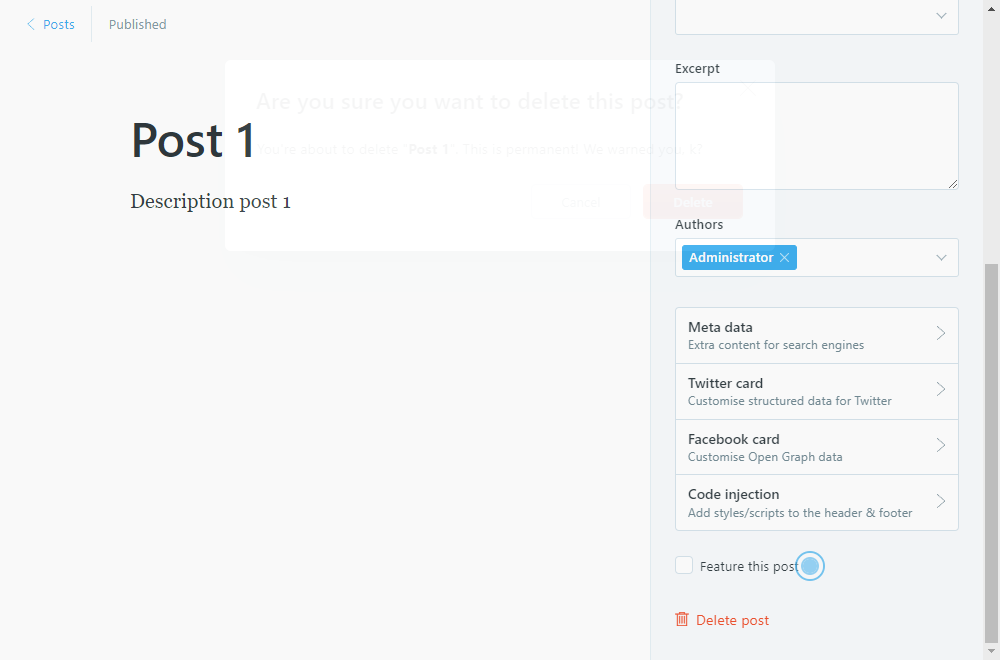 Posts
Published
Excerpt
Are you sure you want to delete this post?
Post 1
You're about to delete "Post 1". This is permanent! We warned you, k?
Description post 1
Cancel
Delete
Authors
Administrator
Meta data
Extra content for search engines
Twitter card
Customise structured data for Twitter
Facebook card
Customise Open Graph data
Code injection
Add styles/scripts to the header & footer
Feature this post
Delete post